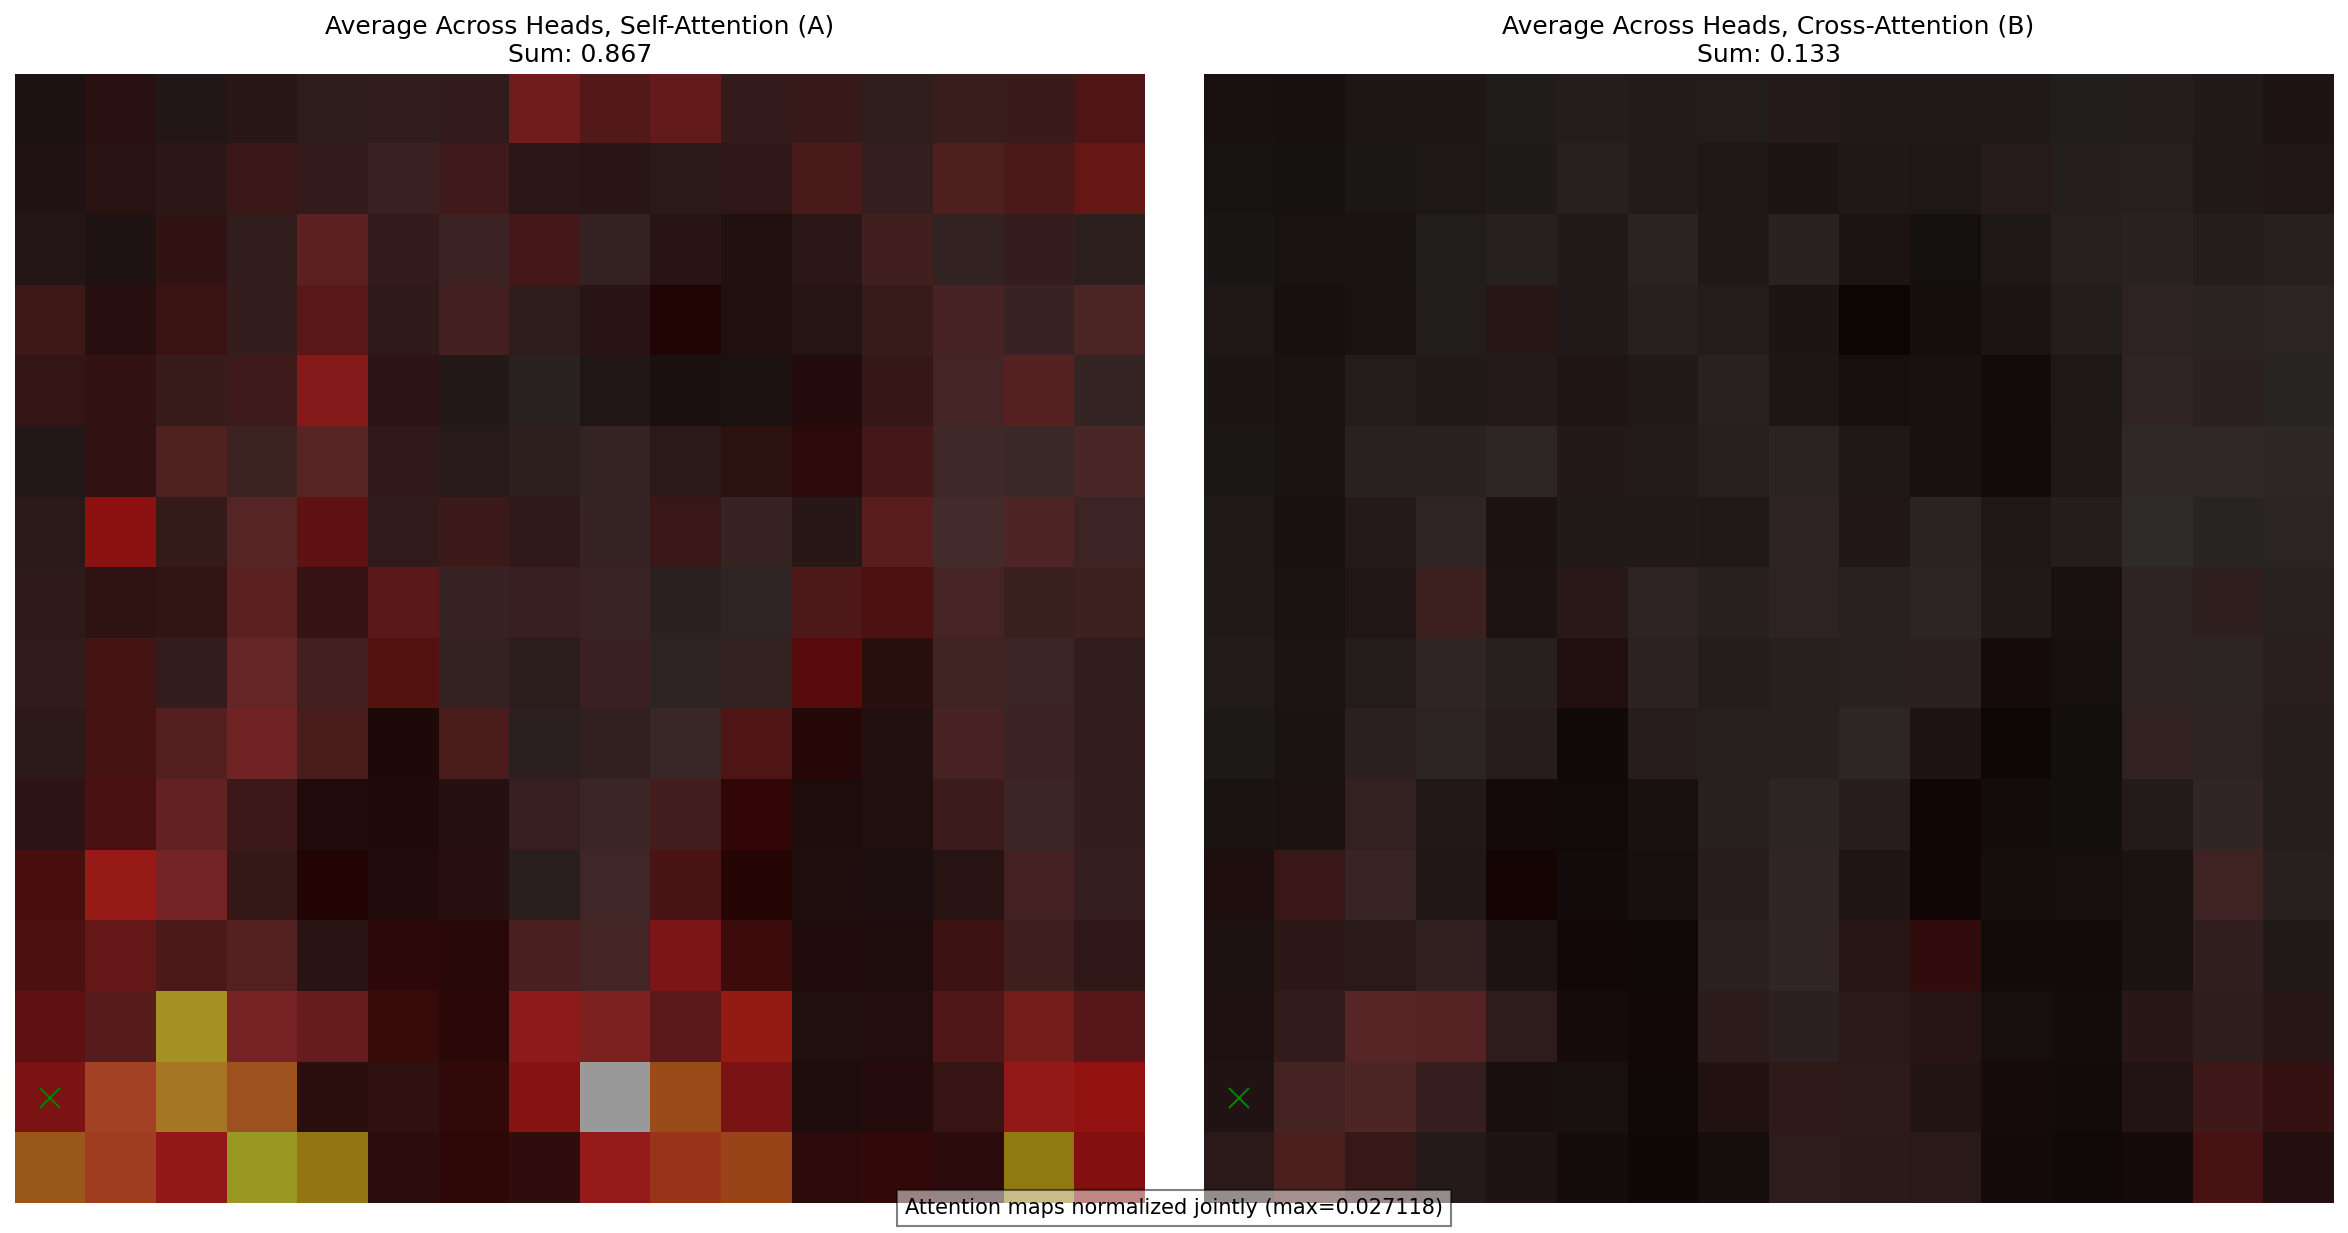 Average Across Heads, Self-Attention (A)
Sum: 0.867
Average Across Heads, Cross-Attention (B)
Sum: 0.133
Attention maps normalized jointly (max=0.027118)